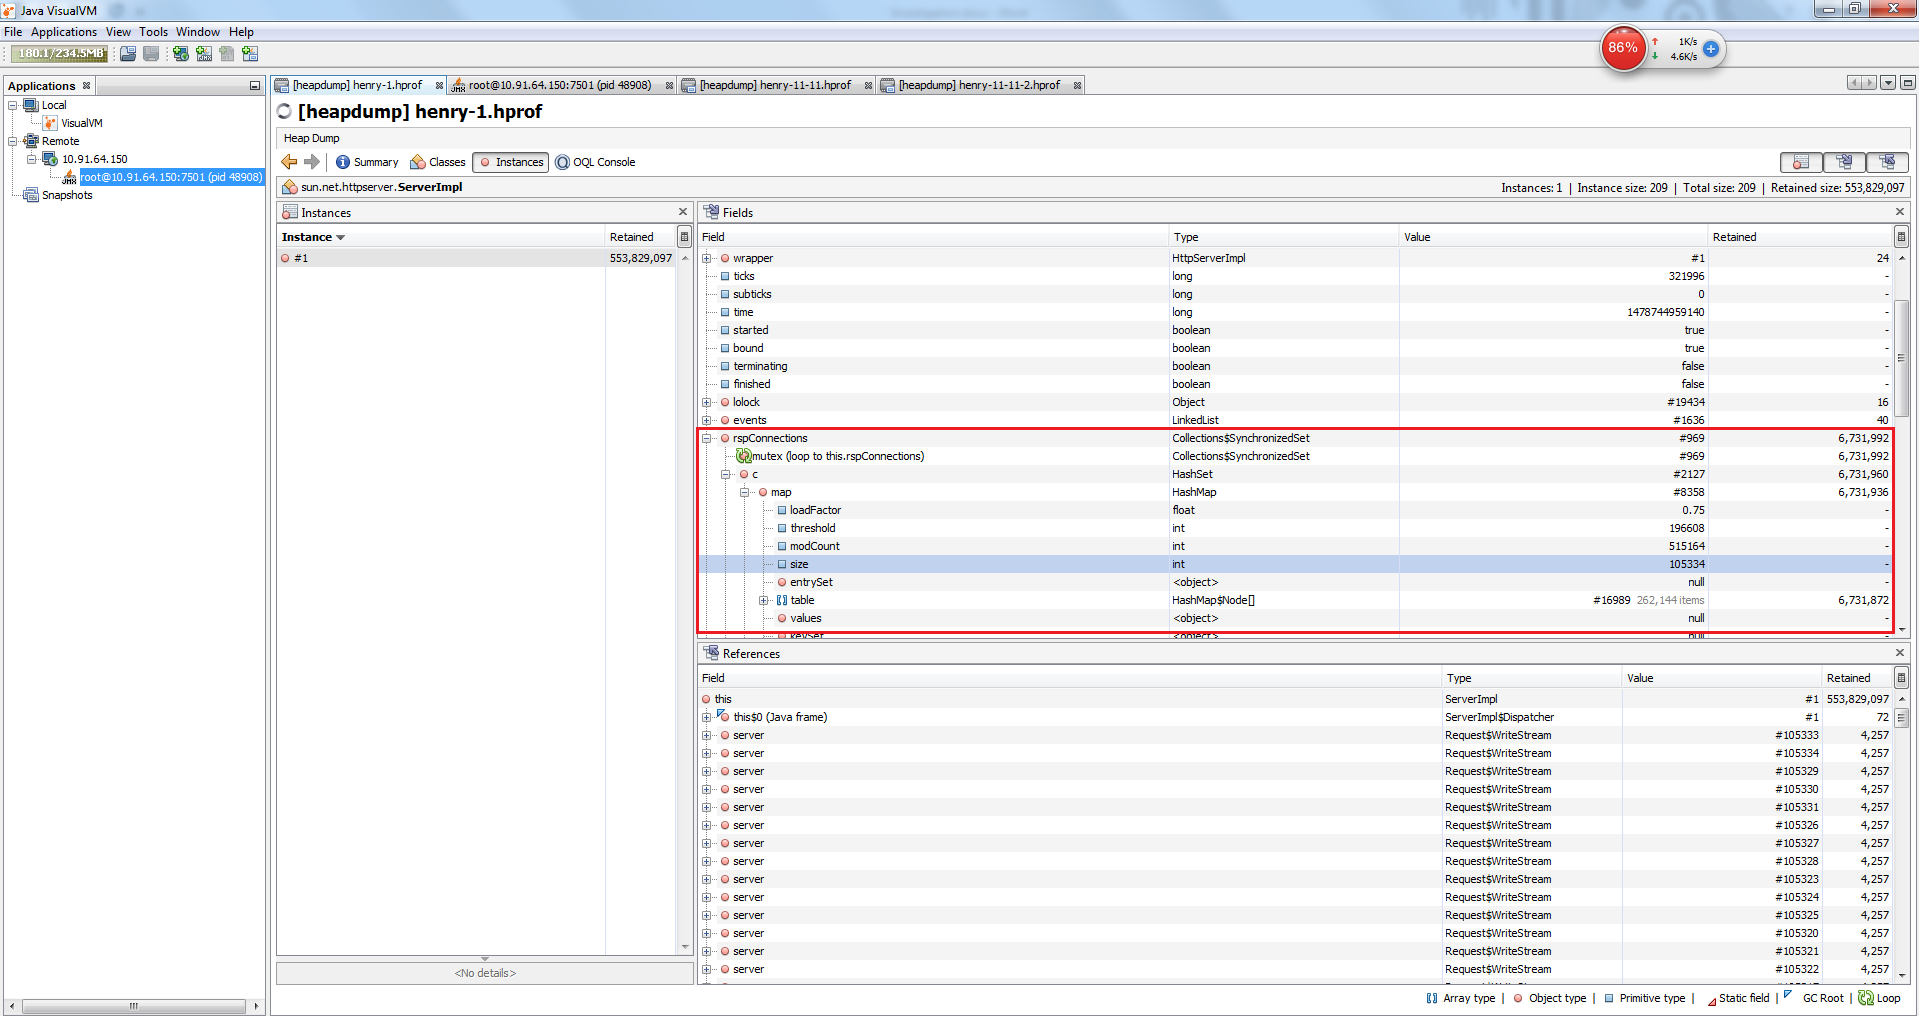 Java VisualVM
File Applications View Tools Window Help
180.1/234.5MB
86%
1K/s
4.6K/s
Applications
Local
VisualVM
Remote
10.91.64.150
root@10.91.64.150:7501 (pid 48908)
Snapshots
[heapdump] henry-1.hprof
root@10.91.64.150:7501 (pid 48908)
[heapdump] henry-11-11.hprof
[heapdump] henry-11-11-2.hprof
[heapdump] henry-1.hprof
Heap Dump
Summary Classes Instances OQL Console
sun.net.httpserver.ServerImpl
Instances: 1 | Instance size: 209 | Total size: 209 | Retained size: 553,829,097
Instances
Instance Retained
#1 553,829,097
<No details>
Fields
Field Type Value Retained
wrapper HttpServerImpl #1 24
ticks long 321996 -
subticks long 0 -
time long 1478744959140 -
started boolean true -
bound boolean true -
terminating boolean false -
finished boolean false -
lolock Object #19434 16
events LinkedList #1636 40
rspConnections Collections$SynchronizedSet #969 6,731,992
mutex (loop to this.rspConnections) Collections$SynchronizedSet #969 6,731,992
c HashSet #2127 6,731,960
map HashMap #8358 6,731,936
loadFactor float 0.75 -
threshold int 196608 -
modCount int 515164 -
size int 105334 -
entrySet <object> null -
table HashMap$Node[] #16989 262,144 items 6,731,872
values <object> null -
keySet <object> null -
References
Field Type Value Retained
this ServerImpl #1 553,829,097
this$0 (Java frame) ServerImpl$Dispatcher #1 72
server Request$WriteStream #105333 4,257
server Request$WriteStream #105334 4,257
server Request$WriteStream #105329 4,257
server Request$WriteStream #105330 4,257
server Request$WriteStream #105331 4,257
server Request$WriteStream #105326 4,257
server Request$WriteStream #105327 4,257
server Request$WriteStream #105328 4,257
server Request$WriteStream #105323 4,257
server Request$WriteStream #105324 4,257
server Request$WriteStream #105325 4,257
server Request$WriteStream #105320 4,257
server Request$WriteStream #105321 4,257
server Request$WriteStream #105322 4,257
Array type | Object type | Primitive type | Static field | GC Root | Loop